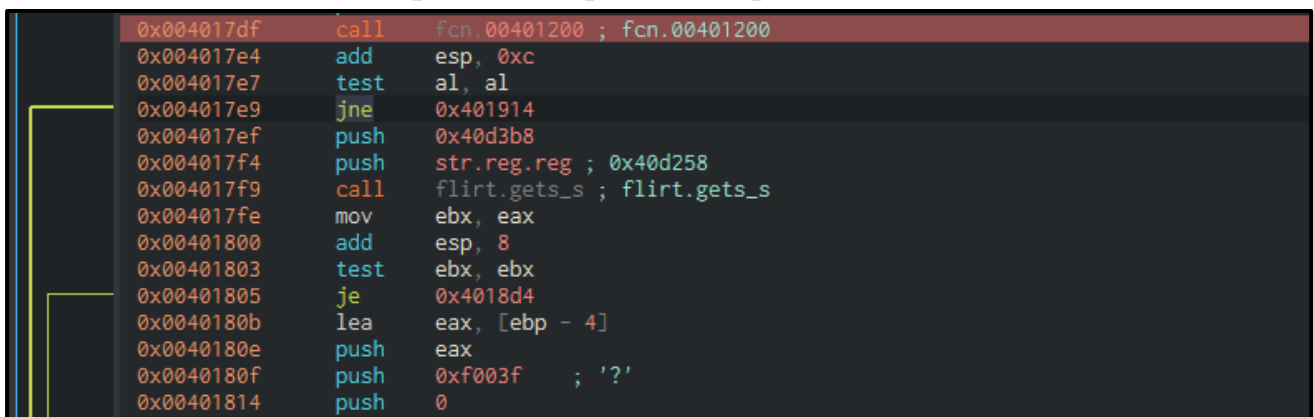 0x004017df call fcn.00401200 ; fcn.00401200
0x004017e4 add esp, 0xc
0x004017e7 test al, al
0x004017e9 jne 0x401914
0x004017ef push 0x40d3b8
0x004017f4 push str.reg.reg ; 0x40d258
0x004017f9 call flirt.gets_s ; flirt.gets_s
0x004017fe mov ebx, eax
0x00401800 add esp, 8
0x00401803 test ebx, ebx
0x00401805 je 0x4018d4
0x0040180b lea eax, [ebp - 4]
0x0040180e push eax
0x0040180f push 0xf003f ; '?'
0x00401814 push 0